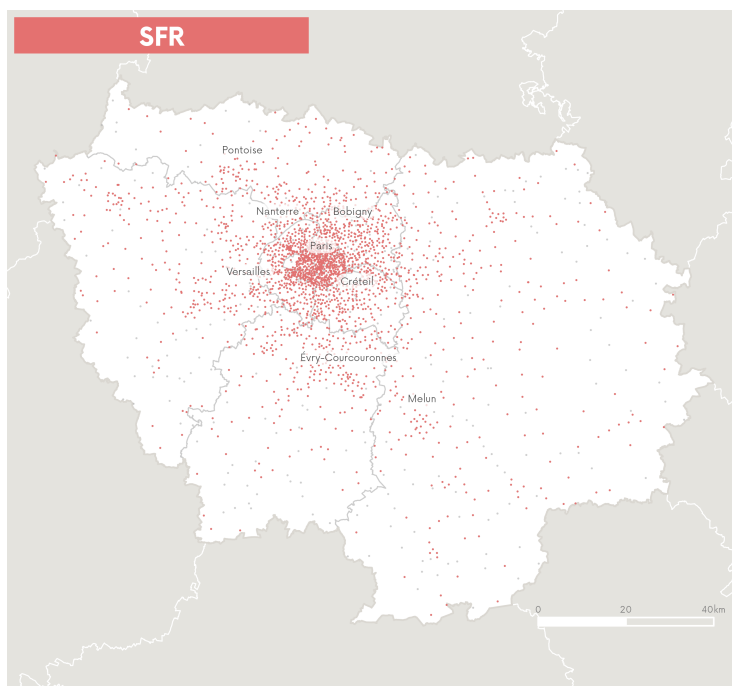 SFR
Pontoise
Nanterre
Bobigny
Paris
Versailles
Créteil
Évry-Courcouronnes
Melun
0
20
40km